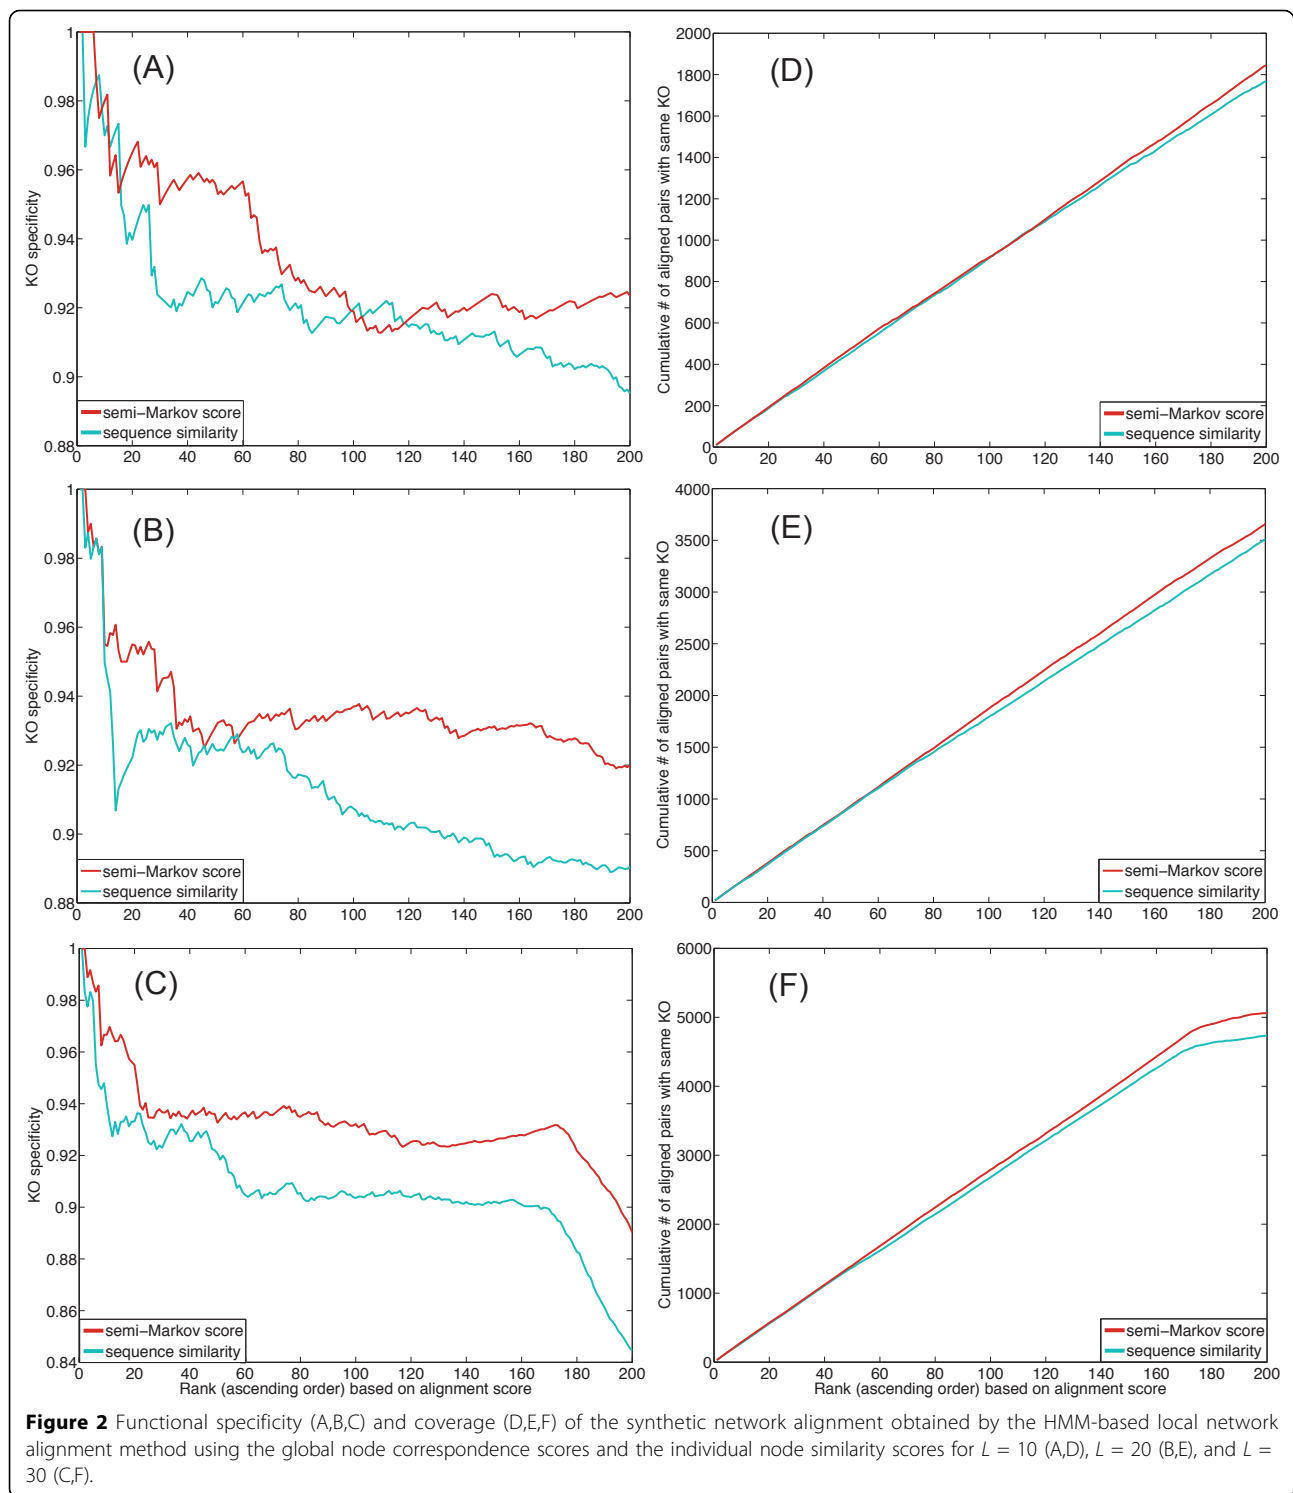 (A)
KO specificity
1
0.98
0.96
0.94
0.92
0.9
0.88
semi-Markov score
sequence similarity
0 20 40 60 80 100 120 140 160 180 200
(D)
Cumulative # of aligned pairs with same KO
2000
1800
1600
1400
1200
1000
800
600
400
200
0
semi-Markov score
sequence similarity
0 20 40 60 80 100 120 140 160 180 200
(B)
KO specificity
1
0.98
0.96
0.94
0.92
0.9
0.88
semi-Markov score
sequence similarity
0 20 40 60 80 100 120 140 160 180 200
(E)
Cumulative # of aligned pairs with same KO
4000
3500
3000
2500
2000
1500
1000
500
0
semi-Markov score
sequence similarity
0 20 40 60 80 100 120 140 160 180 200
(C)
KO specificity
1
0.98
0.96
0.94
0.92
0.9
0.88
0.86
0.84
semi-Markov score
sequence similarity
0 20 40 60 80 100 120 140 160 180 200
Rank (ascending order) based on alignment score
(F)
Cumulative # of aligned pairs with same KO
6000
5000
4000
3000
2000
1000
0
semi-Markov score
sequence similarity
0 20 40 60 80 100 120 140 160 180 200
Rank (ascending order) based on alignment score
Figure 2 Functional specificity (A,B,C) and coverage (D,E,F) of the synthetic network alignment obtained by the HMM-based local network
alignment method using the global node correspondence scores and the individual node similarity scores for L = 10 (A,D), L = 20 (B,E), and L =
30 (C,F).